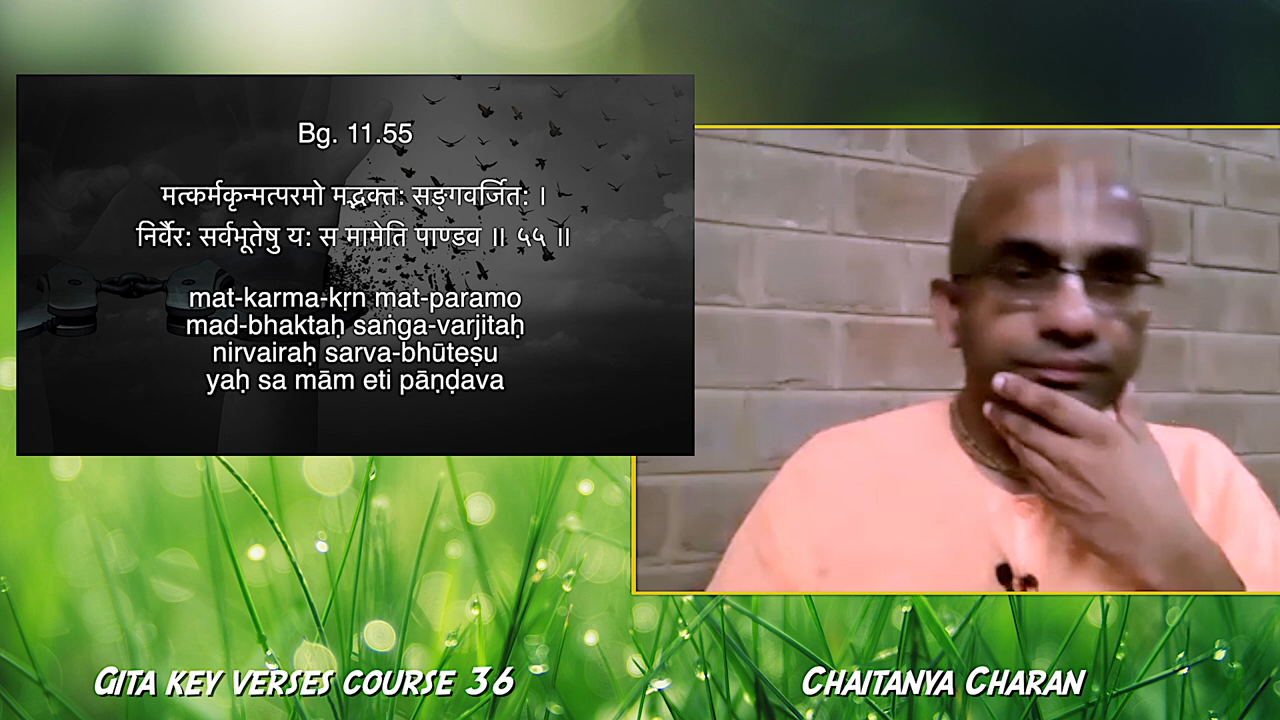 Bg. 11.55
मत्कर्मकृन्मत्परमो मद्भक्त: सङ्गवर्जित: ।
निर्वैर: सर्वभूतेषु य: स मामेति पाण्डव ॥ ५५ ॥
mat-karma-kṛn mat-paramo
mad-bhaktaḥ saṅga-varjitaḥ
nirvairaḥ sarva-bhūteṣu
yaḥ sa mām eti pāṇḍava
Gita key verses course 36
Chaitanya Charan